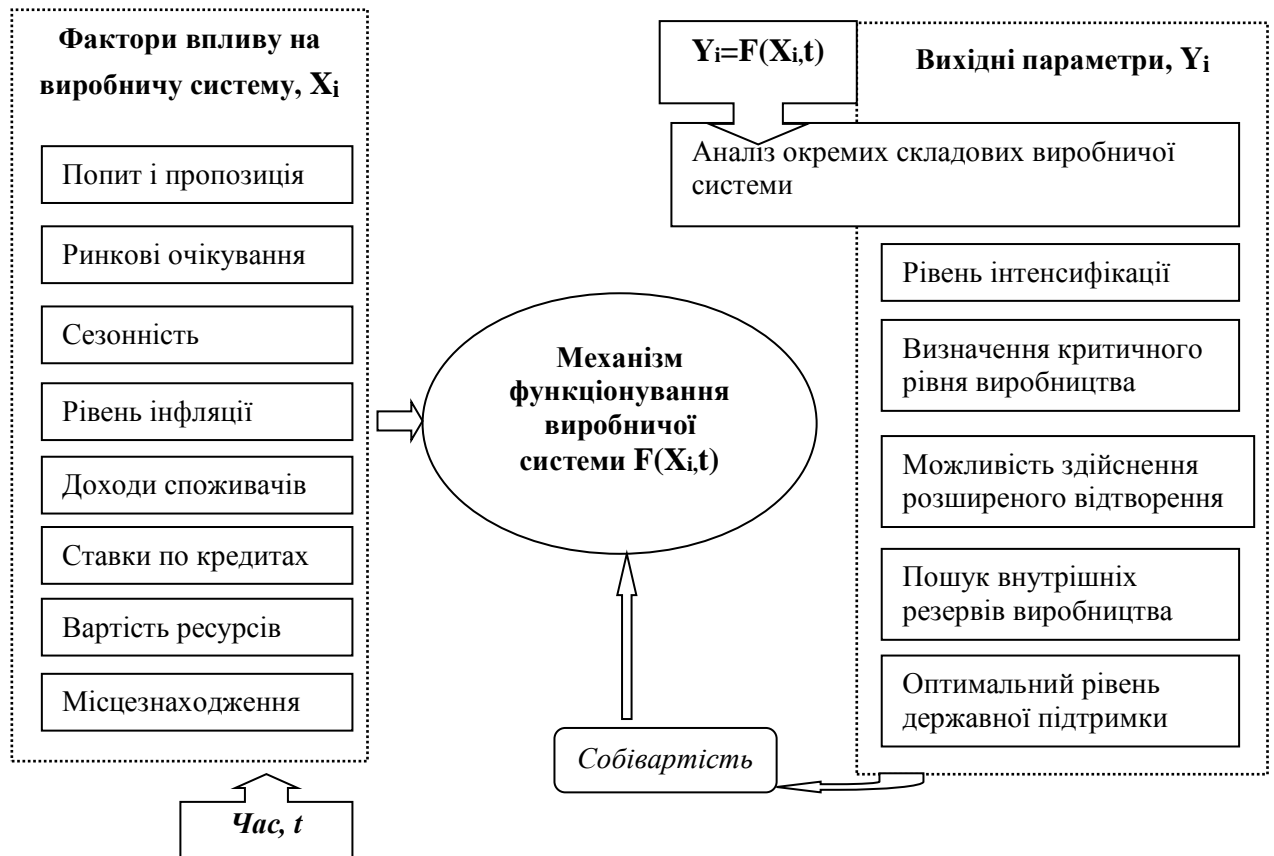 Фактори впливу на
виробничу систему, Xi
Попит і пропозиція
Ринкові очікування
Сезонність
Рівень інфляції
Доходи споживачів
Ставки по кредитах
Вартість ресурсів
Місцезнаходження
Час, t
Механізм
функціонування
виробничої
системи F(Xi,t)
Собівартість
Yi=F(Xi,t)
Вихідні параметри, Yi
Аналіз окремих складових виробничої
системи
Рівень інтенсифікації
Визначення критичного
рівня виробництва
Можливість здійснення
розширеного відтворення
Пошук внутрішніх
резервів виробництва
Оптимальний рівень
державної підтримки